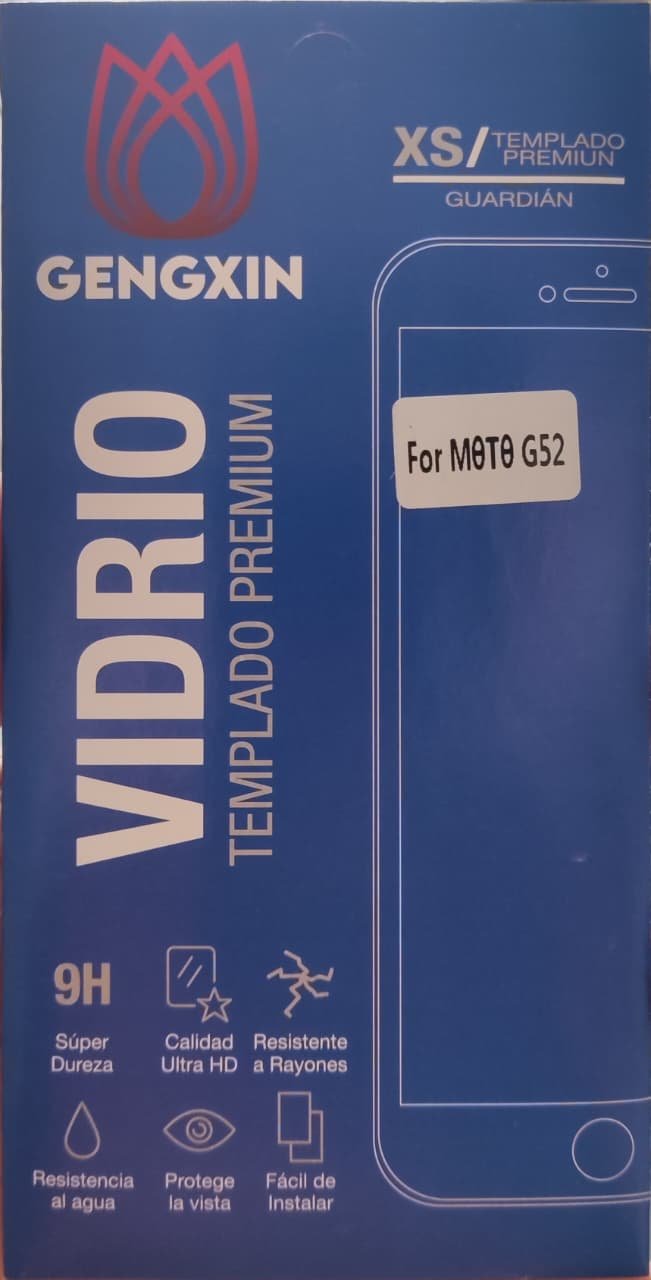 GENGXIN
XS/TEMPLADO
PREMIUN
GUARDIÁN
For MθTθ G52
VIDRIO
TEMPLADO PREMIUM
9H
Súper
Dureza
Calidad
Ultra HD
Resistente
a Rayones
Resistencia
al agua
Protege
la vista
Fácil de
Instalar